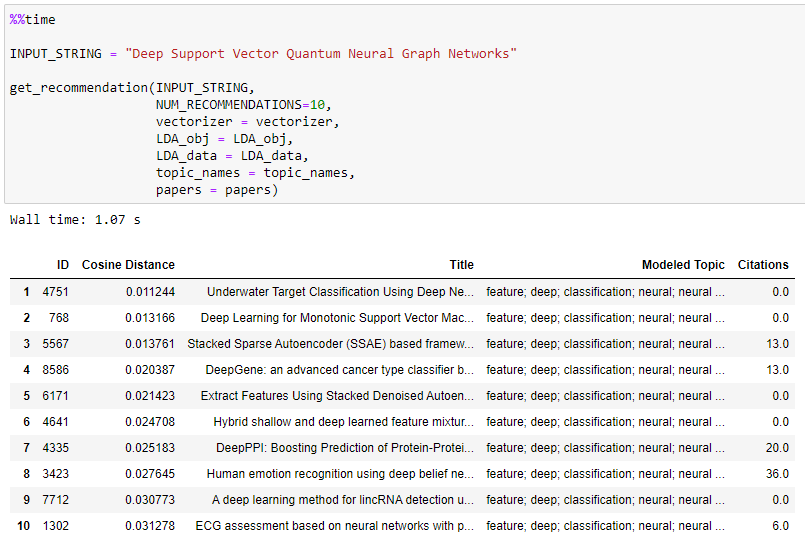 %%time
INPUT_STRING = "Deep Support Vector Quantum Neural Graph Networks"
get_recommendation(INPUT_STRING,
NUM_RECOMMENDATIONS=10,
vectorizer = vectorizer,
LDA_obj = LDA_obj,
LDA_data = LDA_data,
topic_names = topic_names,
papers = papers)
Wall time: 1.07 s
ID Cosine Distance Title Modeled Topic Citations
1 4751 0.011244 Underwater Target Classification Using Deep Ne... feature; deep; classification; neural; neural ... 0.0
2 768 0.013166 Deep Learning for Monotonic Support Vector Mac... feature; deep; classification; neural; neural ... 0.0
3 5567 0.013761 Stacked Sparse Autoencoder (SSAE) based framew... feature; deep; classification; neural; neural ... 13.0
4 8586 0.020387 DeepGene: an advanced cancer type classifier b... feature; deep; classification; neural; neural ... 13.0
5 6171 0.021423 Extract Features Using Stacked Denoised Autoen... feature; deep; classification; neural; neural ... 0.0
6 4641 0.024708 Hybrid shallow and deep learned feature mixtur... feature; deep; classification; neural; neural ... 0.0
7 4335 0.025183 DeepPPI: Boosting Prediction of Protein-Protei... feature; deep; classification; neural; neural ... 20.0
8 3423 0.027645 Human emotion recognition using deep belief ne... feature; deep; classification; neural; neural ... 36.0
9 7712 0.030773 A deep learning method for lincRNA detection u... feature; deep; classification; neural; neural ... 0.0
10 1302 0.031278 ECG assessment based on neural networks with p... feature; deep; classification; neural; neural ... 6.0